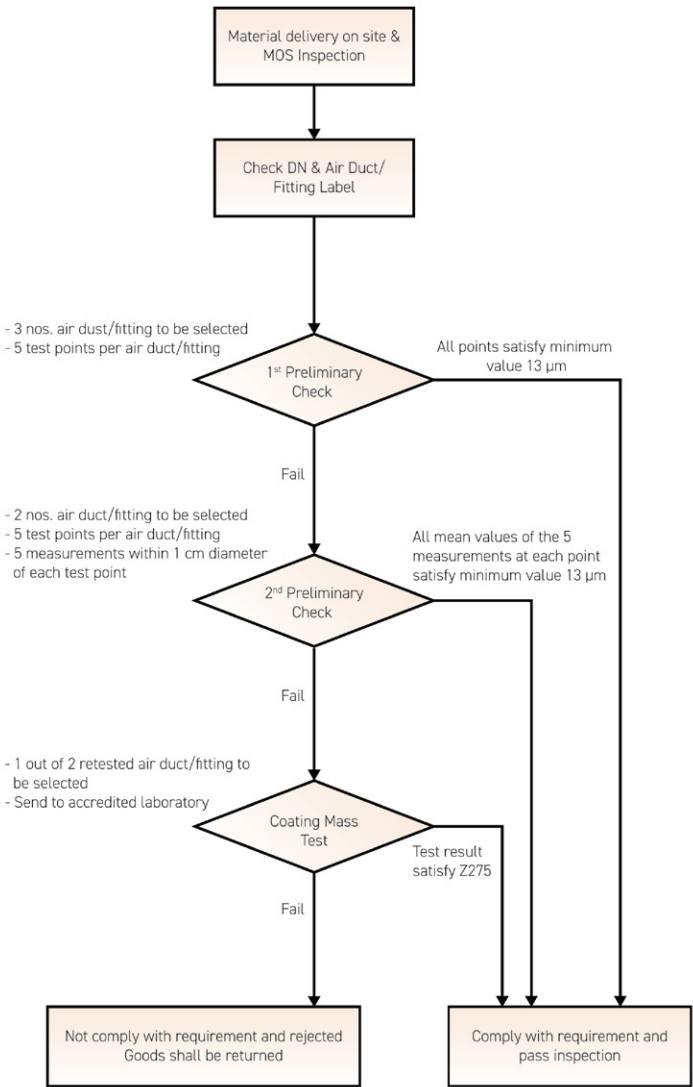 Material delivery on site &
MOS Inspection
Check DN & Air Duct/
Fitting Label
- 3 nos. air dust/fitting to be selected
- 5 test points per air duct/fitting
1st Preliminary
Check
All points satisfy minimum
value 13 µm
Fail
- 2 nos. air duct/fitting to be selected
- 5 test points per air duct/fitting
- 5 measurements within 1 cm diameter
of each test point
2nd Preliminary
Check
All mean values of the 5
measurements at each point
satisfy minimum value 13 µm
Fail
- 1 out of 2 retested air duct/fitting to
be selected
- Send to accredited laboratory
Coating Mass
Test
Test result
satisfy Z275
Fail
Not comply with requirement and rejected
Goods shall be returned
Comply with requirement and
pass inspection